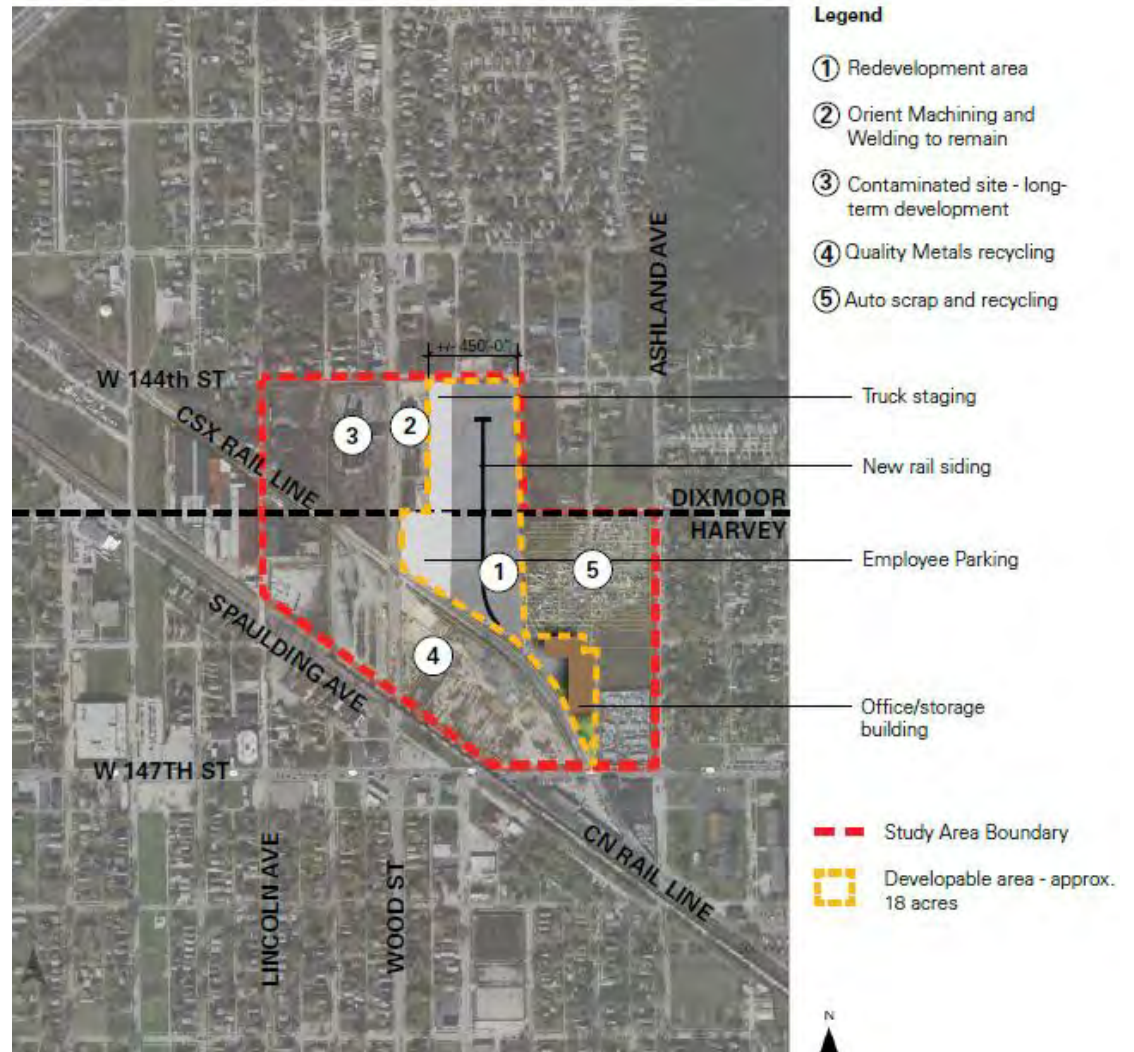 Legend
1 Redevelopment area
2 Orient Machining and
Welding to remain
3 Contaminated site - long-
term development
4 Quality Metals recycling
5 Auto scrap and recycling
ASHLAND AVE
+/- 450'-0"
W 144th ST
Truck staging
CSX RAIL LINE
2
3
New rail siding
DIXMOOR
HARVEY
Employee Parking
1
5
SPAULDING AVE
4
Office/storage
building
W 147TH ST
CN RAIL LINE
Study Area Boundary
LINCOLN AVE
WOOD ST
Developable area - approx.
18 acres
N